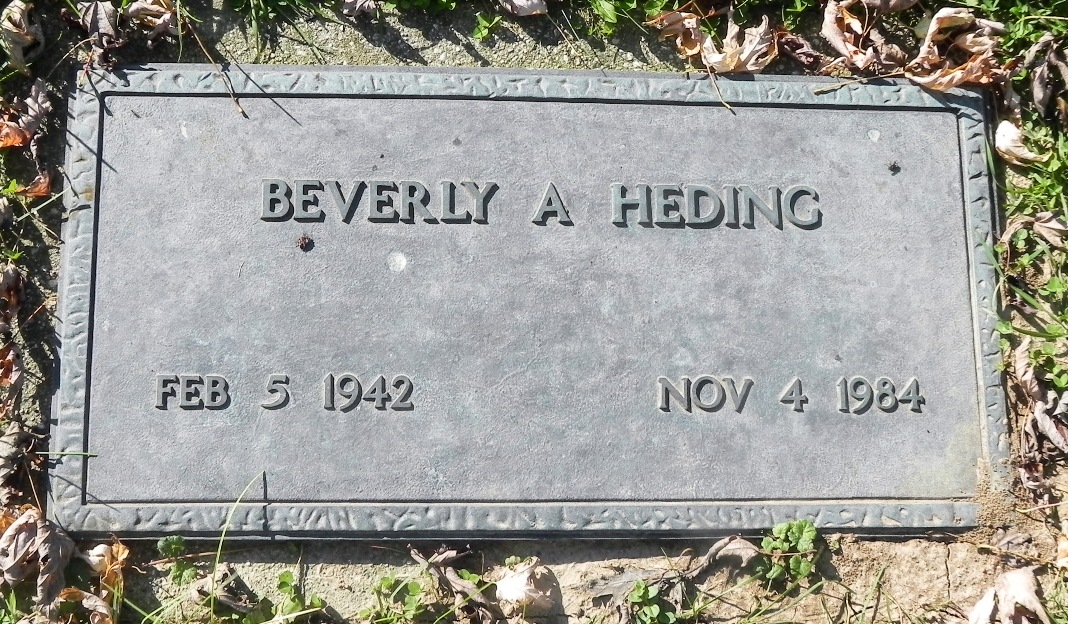 BEVERLY A HEDING
FEB 5 1942 NOV 4 1984